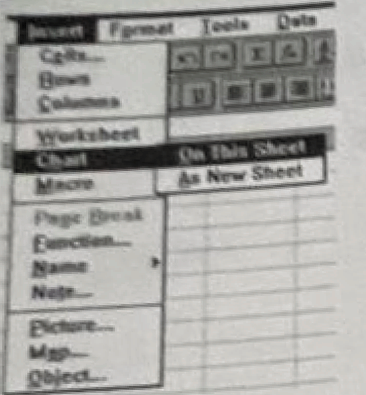 Insert Format Tools Data
Cells...
Rows
Columns
Worksheet
Chart On This Sheet
Macro As New Sheet
Page Break
Function...
Name
Note...
Picture...
Map...
Object...